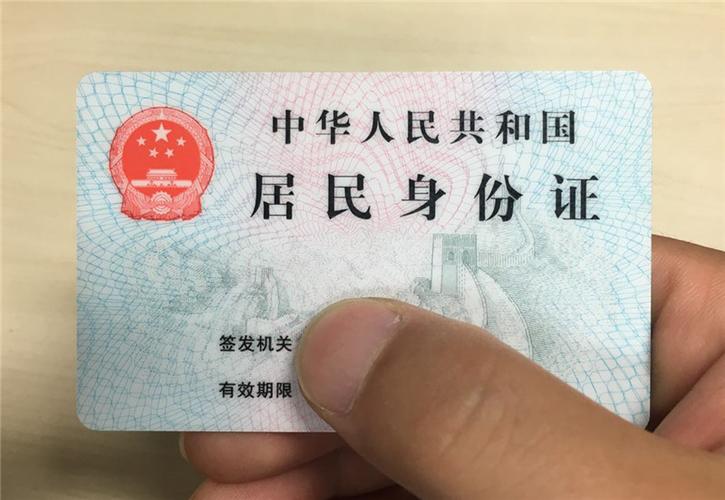 中华人民共和国
居民身份证
签发机关
有效期限